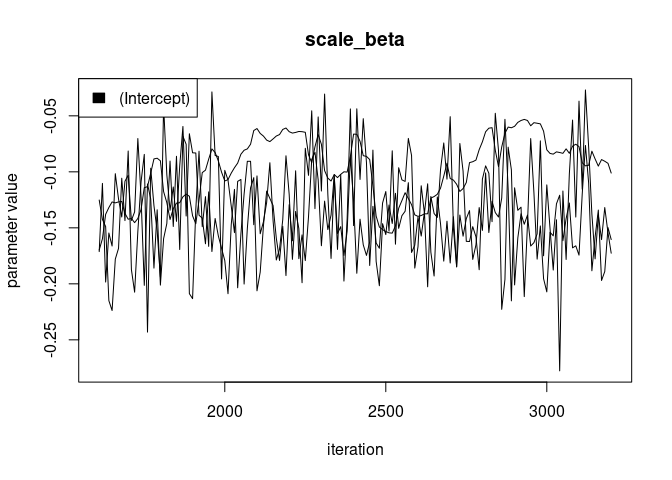 scale_beta
(Intercept)
-0.05
-0.10
-0.15
-0.20
-0.25
parameter value
2000
2500
3000
iteration